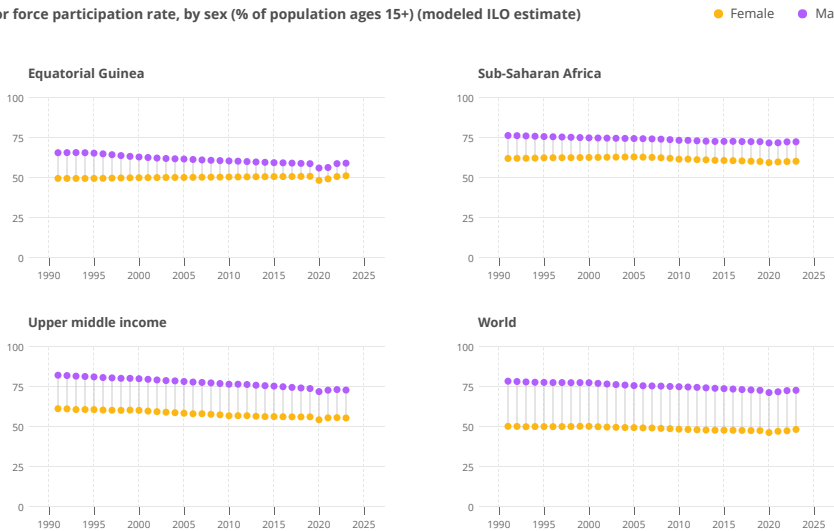 or force participation rate, by sex (% of population ages 15+) (modeled ILO estimate)
Female Ma
Equatorial Guinea
100
75
50
25
0
1990 1995 2000 2005 2010 2015 2020 2025
Sub-Saharan Africa
100
75
50
25
0
1990 1995 2000 2005 2010 2015 2020 2025
Upper middle income
100
75
50
25
0
1990 1995 2000 2005 2010 2015 2020 2025
World
100
75
50
25
0
1990 1995 2000 2005 2010 2015 2020 2025